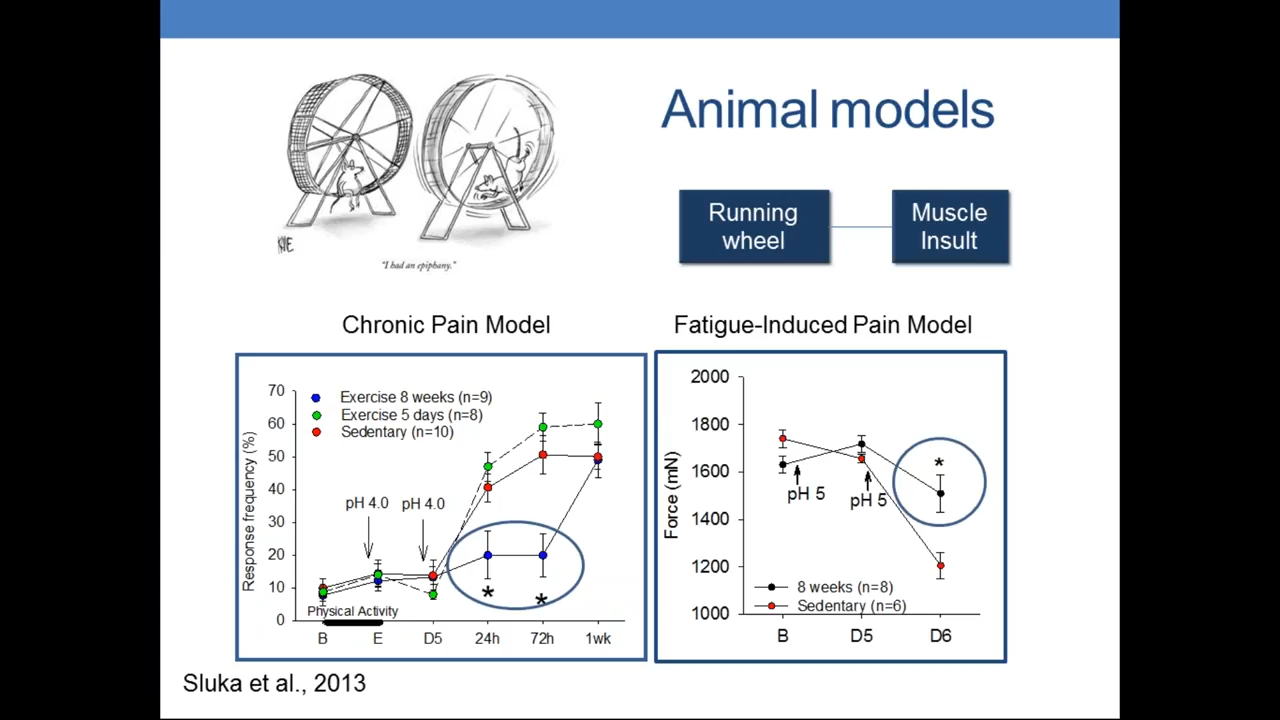 Animal models
Running
wheel
Muscle
Insult
"I had an epiphany."
Chronic Pain Model
Fatigue-Induced Pain Model
Response frequency (%)
70
60
50
40
30
20
10
0
Exercise 8 weeks (n=9)
Exercise 5 days (n=8)
Sedentary (n=10)
pH 4.0
pH 4.0
*
*
Physical Activity
B E D5 24h 72h 1wk
Force (mN)
2000
1800
1600
1400
1200
1000
*
pH 5
pH 5
8 weeks (n=8)
Sedentary (n=6)
B D5 D6
Sluka et al., 2013